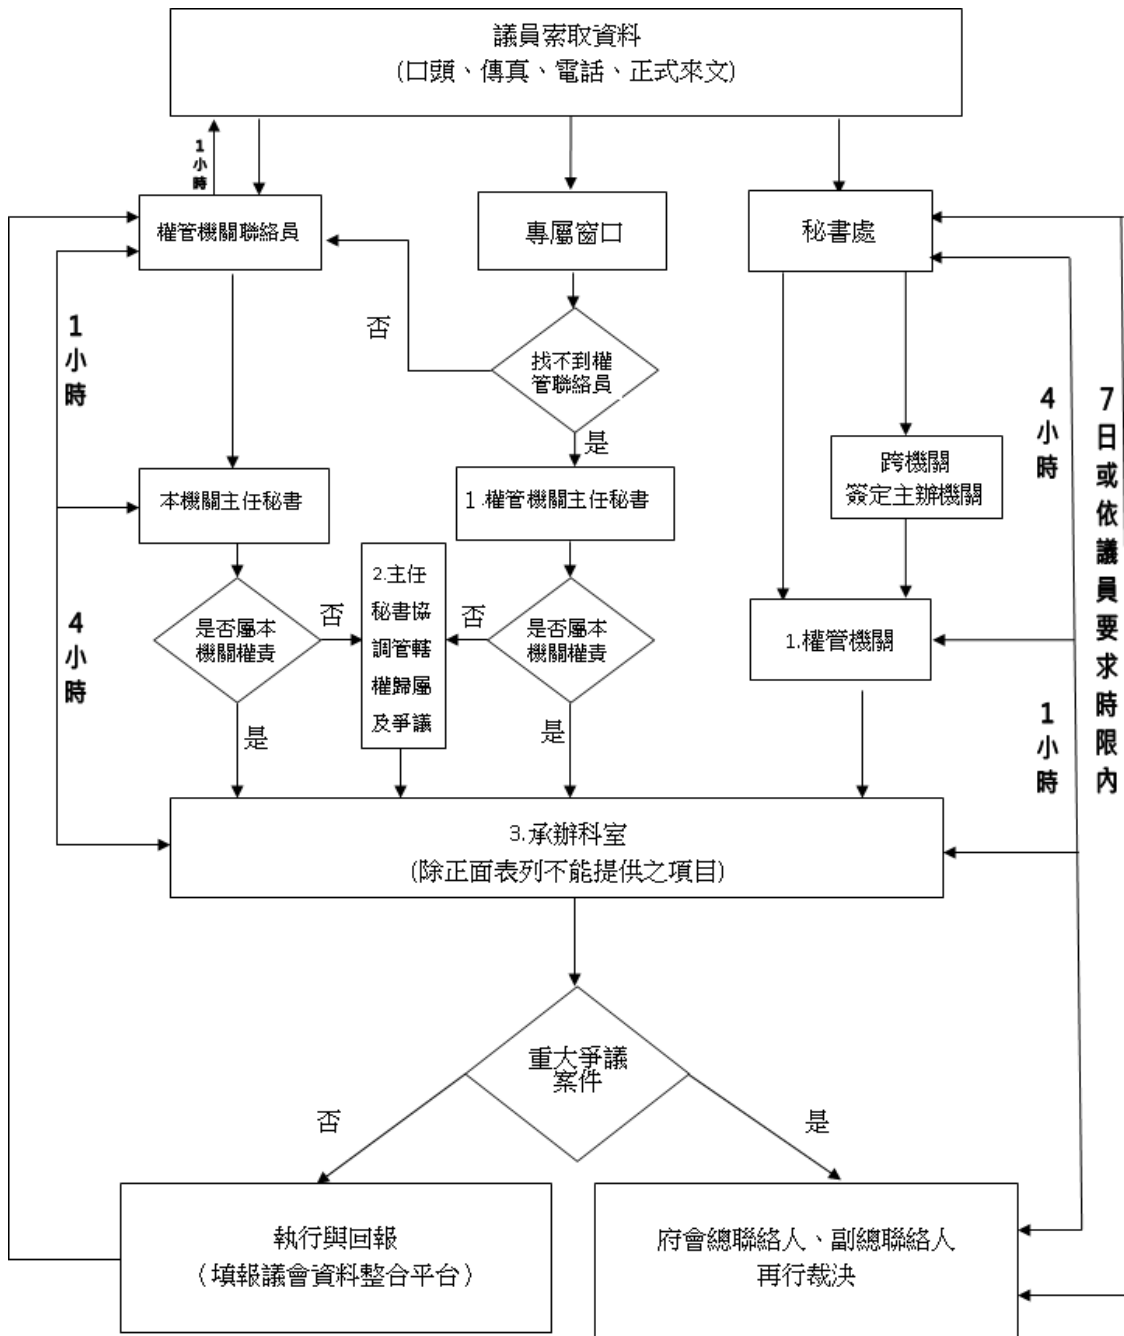 議員索取資料
(口頭、傳真、電話、正式來文)
1小時
權管機關聯絡員
專屬窗口
秘書處
否
找不到權
管聯絡員
是
1小時
4小時
7日或依議員要求時限內
跨機關
簽定主辦機關
本機關主任秘書
1.權管機關主任秘書
2.主任
秘書協
調管轄
權歸屬
及爭議
是否屬本
機關權責
否
否
是否屬本
機關權責
1.權管機關
4小時
是
是
1小時
3.承辦科室
(除正面表列不能提供之項目)
重大爭議
案件
否
是
執行與回報
(填報議會資料整合平台)
府會總聯絡人、副總聯絡人
再行裁決